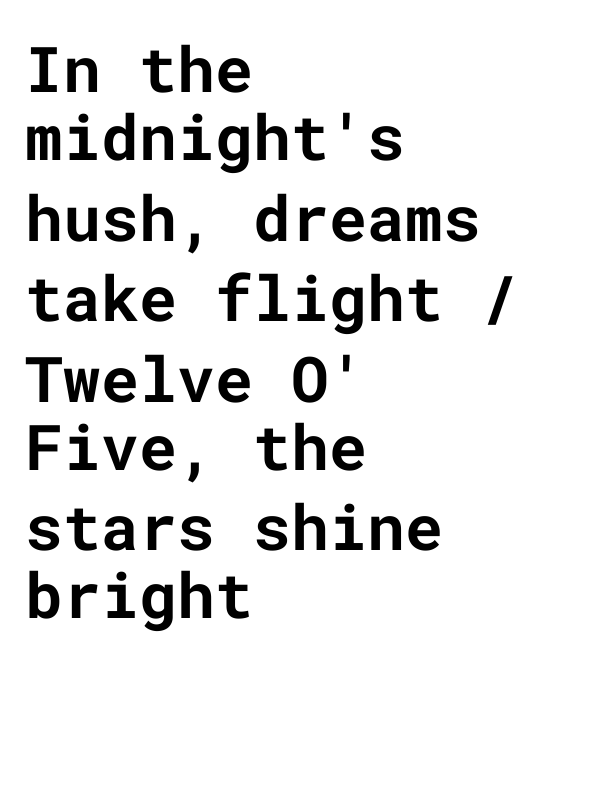 In the
midnight's
hush, dreams
take flight /
Twelve O'
Five, the
stars shine
bright